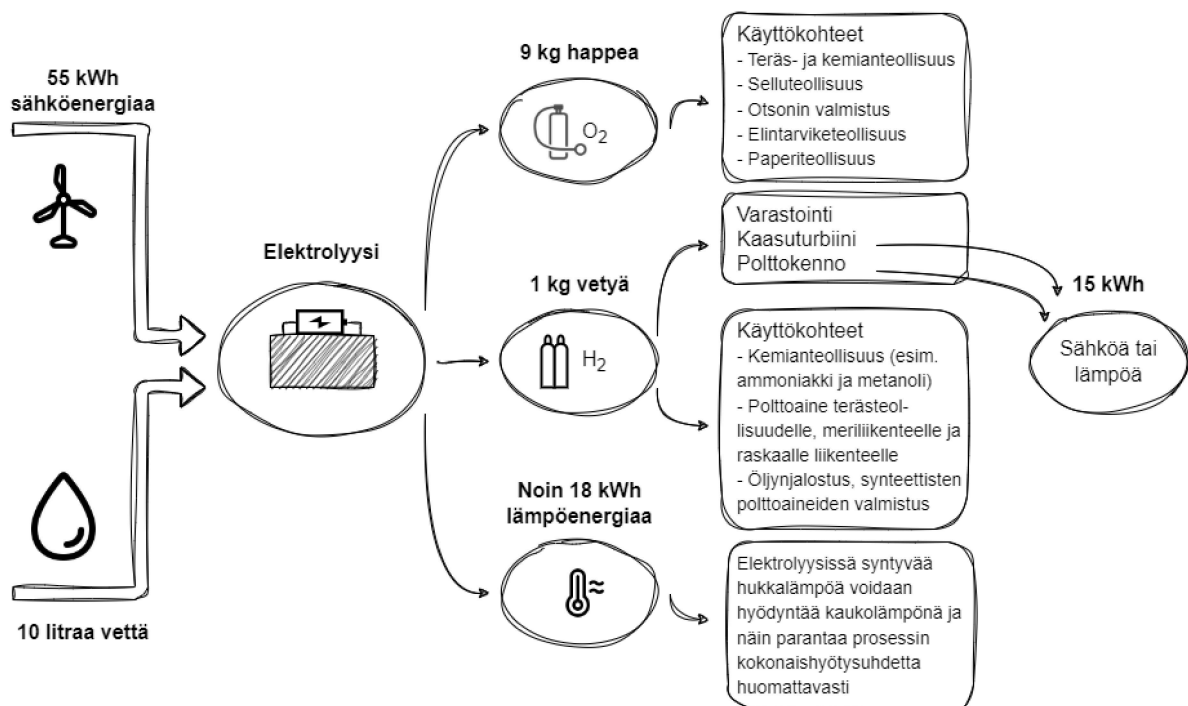 55 kWh
sähköenergiaa
10 litraa vettä
Elektrolyysi
9 kg happea
O2
Käyttökohteet
- Teräs- ja kemianteollisuus
- Selluteollisuus
- Otsonin valmistus
- Elintarviketeollisuus
- Paperiteollisuus
1 kg vetyä
H2
Varastointi
Kaasuturbiini
Polttokenno
15 kWh
Sähköä tai
lämpöä
Käyttökohteet
- Kemianteollisuus (esim.
ammoniakki ja metanoli)
- Polttoaine terästeol-
lisuudelle, meriliikenteelle ja
raskaalle liikenteelle
- Öljynjalostus, synteettisten
polttoaineiden valmistus
Noin 18 kWh
lämpöenergiaa
Elektrolyysissä syntyvää
hukkalämpöä voidaan
hyödyntää kaukolämpönä ja
näin parantaa prosessin
kokonaishyötysuhdetta
huomattavasti